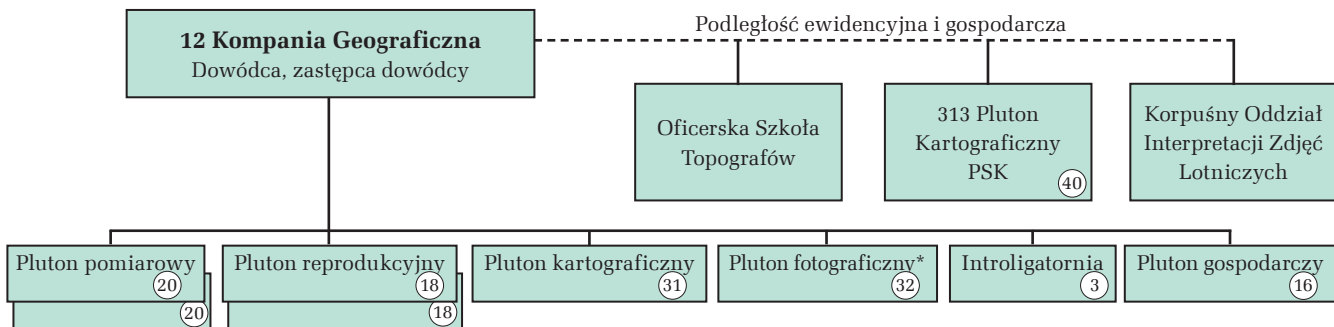 12 Kompania Geograficzna
Dowódca, zastępca dowódcy
Podległość ewidencyjna i gospodarcza
Oficerska Szkoła
Topografów
313 Pluton
Kartograficzny
PSK
40
Korpuśny Oddział
Interpretacji Zdjęć
Lotniczych
Pluton pomiarowy
20
20
Pluton reprodukcyjny
18
18
Pluton kartograficzny
31
Pluton fotograficzny*
32
Introligatornia
3
Pluton gospodarczy
16